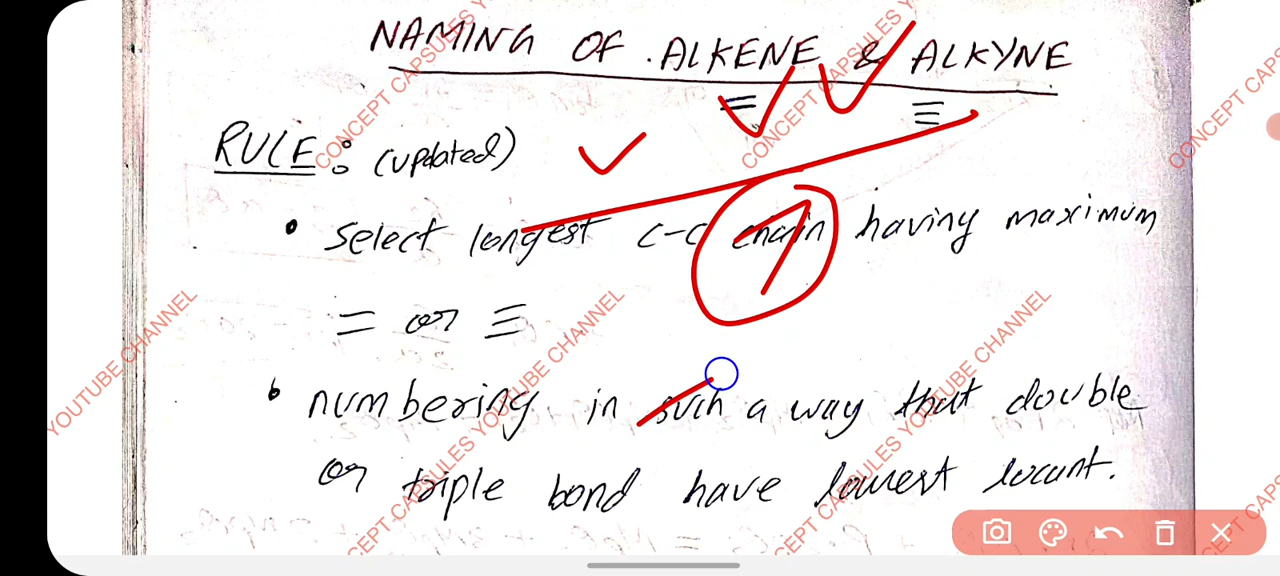 NAMING OF ALKENE & ALKYNE
= ≡
RULE : (updated)
• Select longest C-C chain having maximum
= or ≡
• numbering in such a way that double
or triple bond have lowest locant.
CONCEPT CAPSULES YOUTUBE CHANNEL